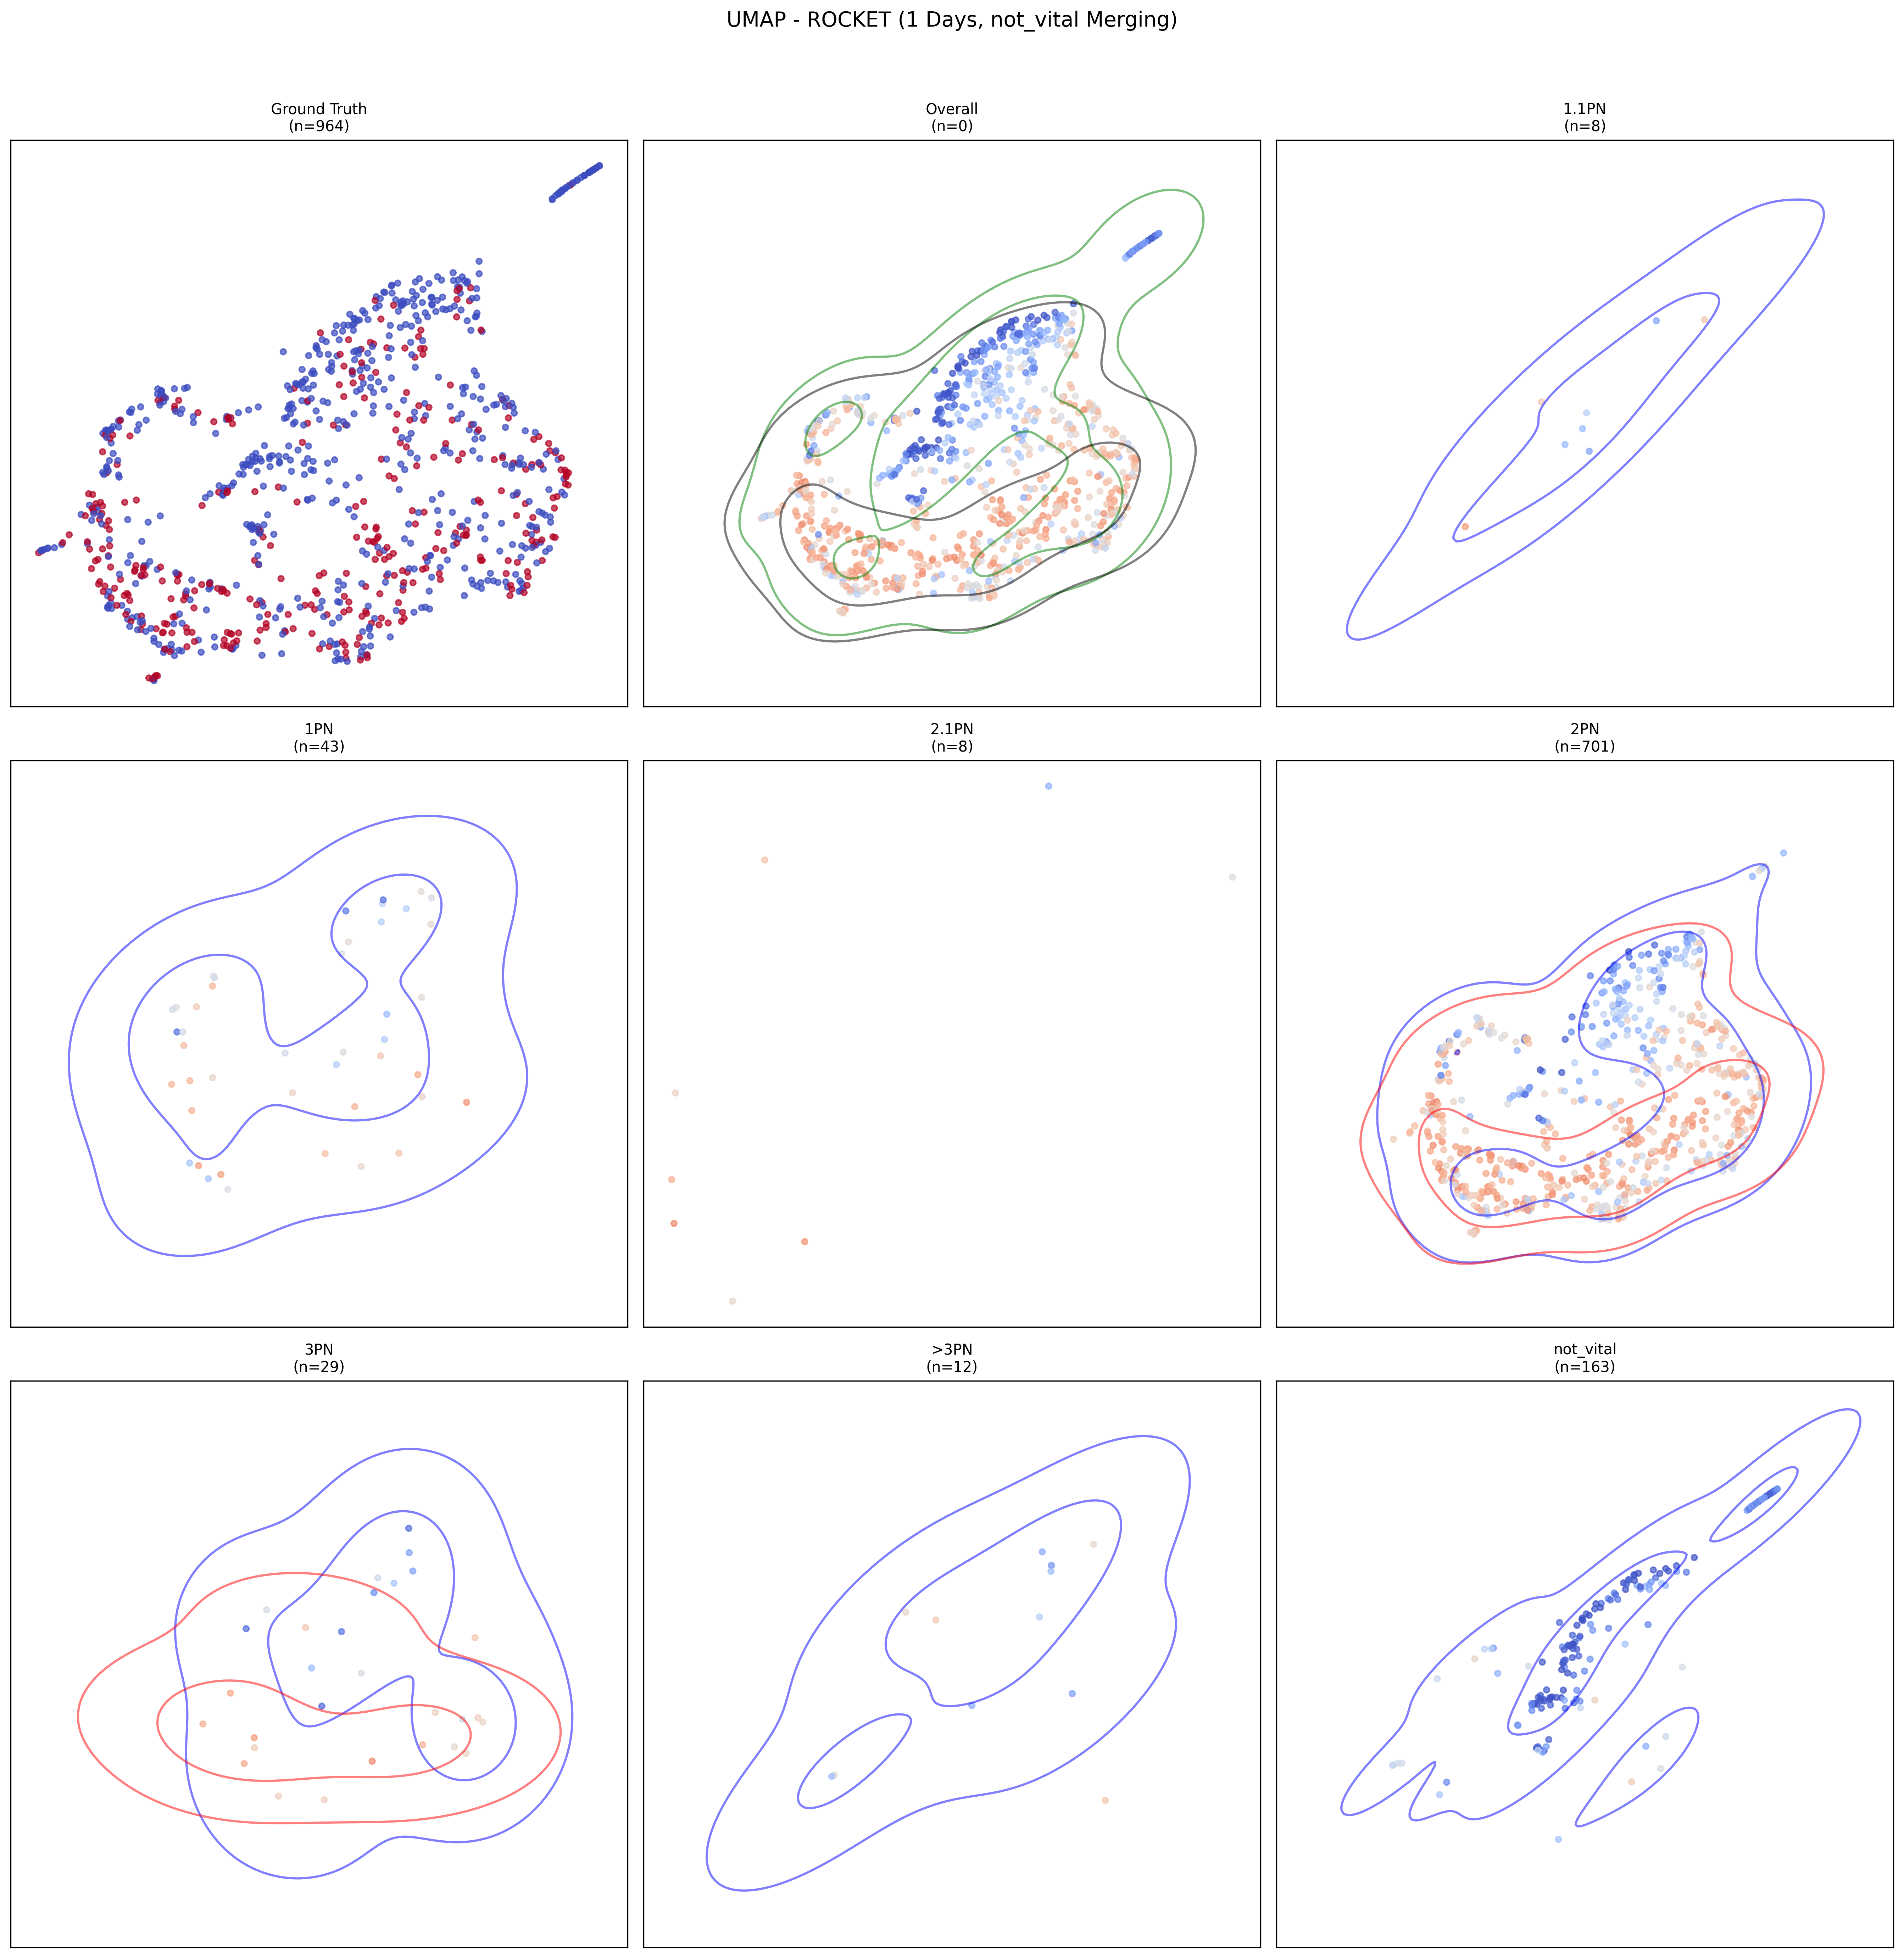 UMAP - ROCKET (1 Days, not_vital Merging)
Ground Truth
(n=964)
Overall
(n=0)
1.1PN
(n=8)
1PN
(n=43)
2.1PN
(n=8)
2PN
(n=701)
3PN
(n=29)
>3PN
(n=12)
not_vital
(n=163)